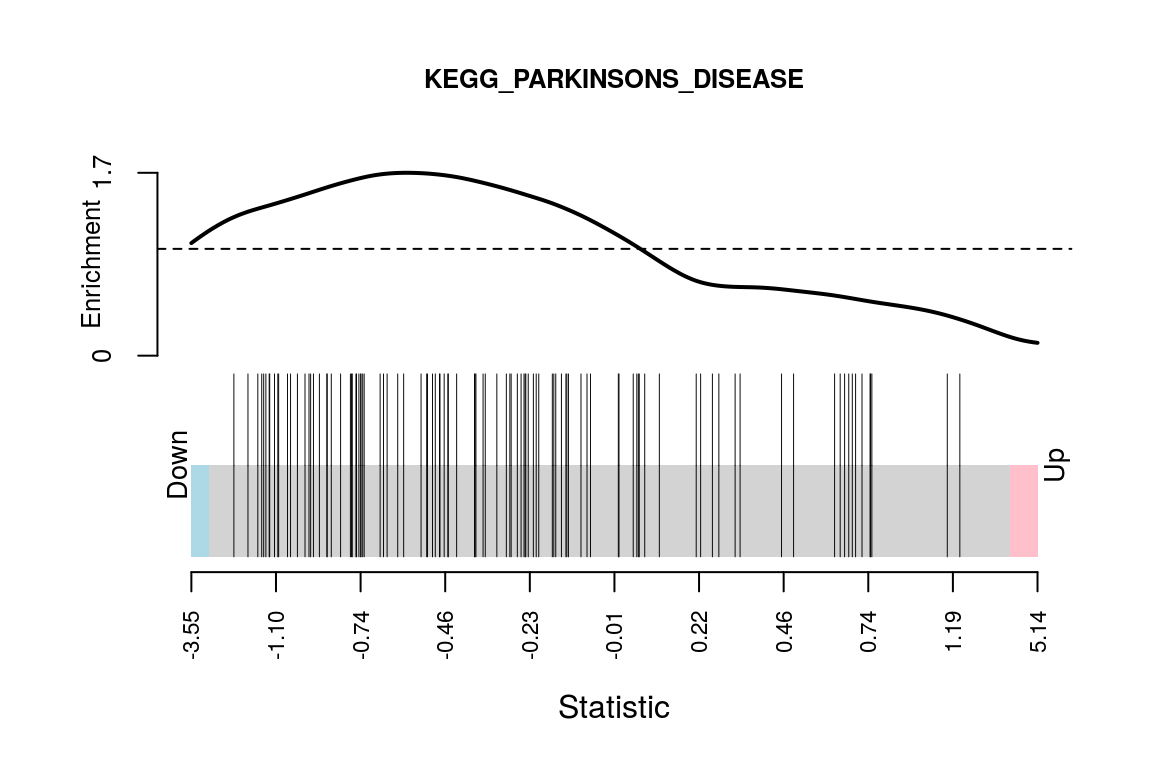 KEGG_PARKINSONS_DISEASE
1.7
Enrichment
0
Down
Up
-3.55
-1.10
-0.74
-0.46
-0.23
-0.01
0.22
0.46
0.74
1.19
5.14
Statistic